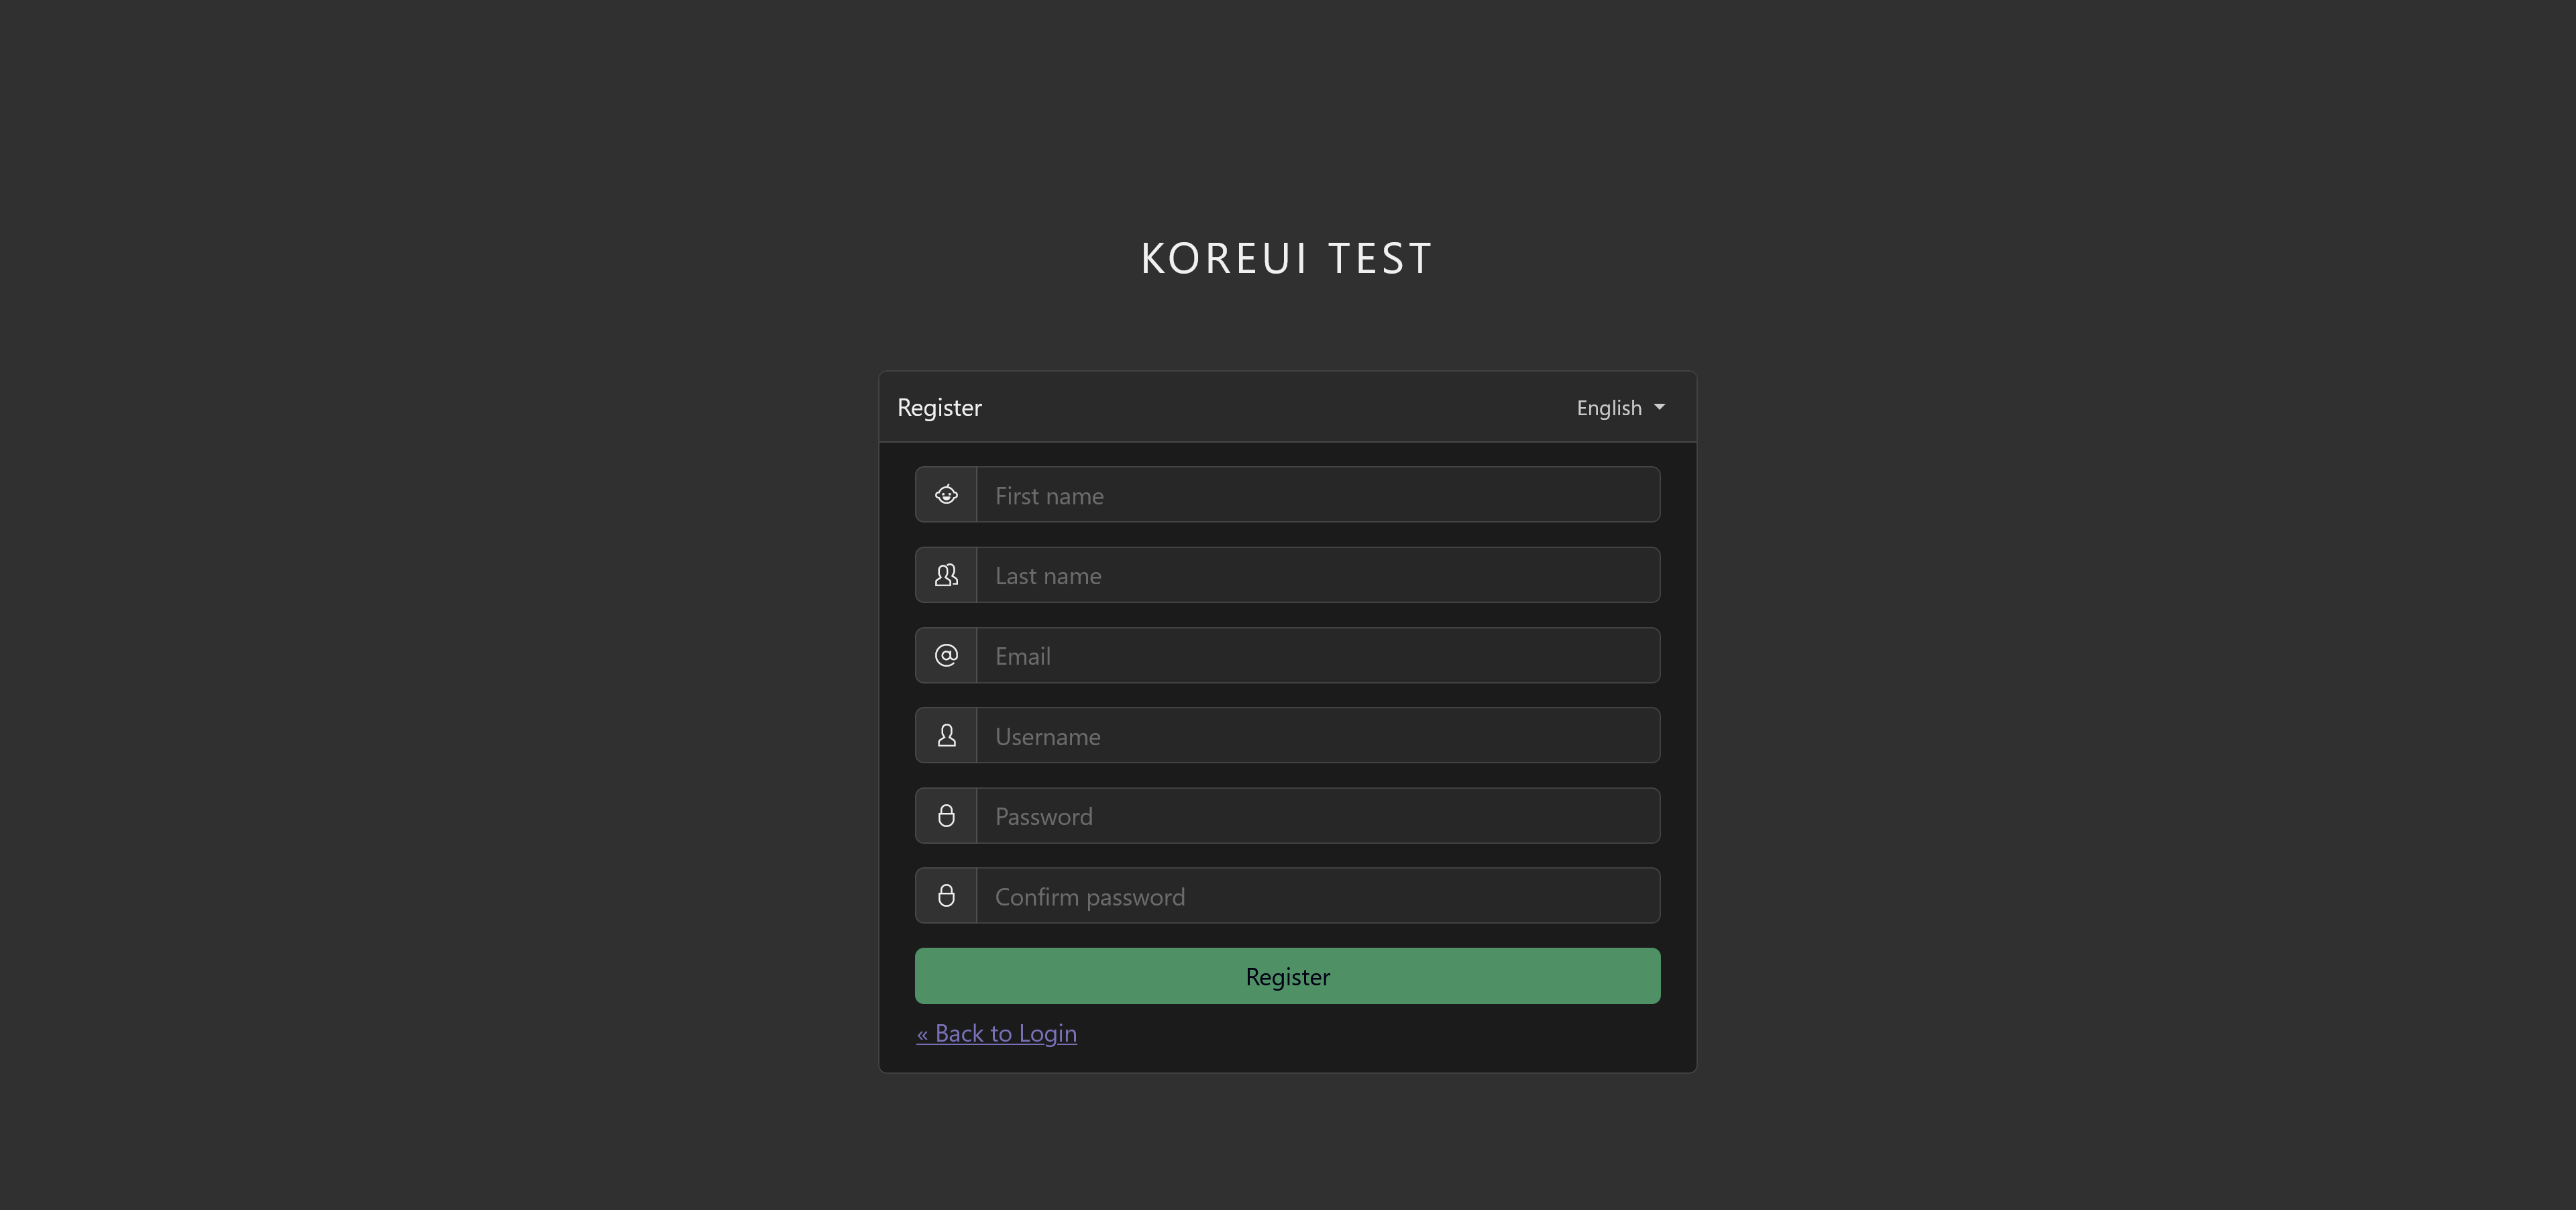 KOREUI TEST
Register
English
First name
Last name
Email
Username
Password
Confirm password
Register
« Back to Login